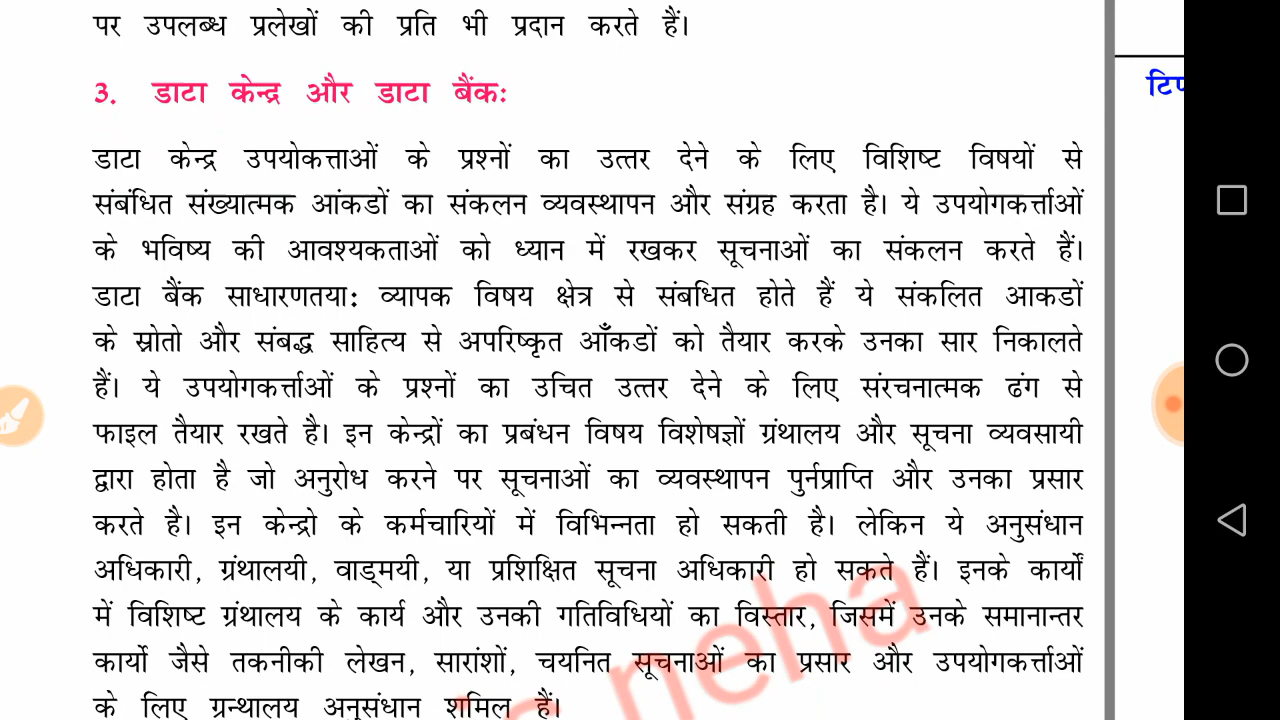 पर उपलब्ध प्रलेखों की प्रति भी प्रदान करते हैं।
3. डाटा केन्द्र और डाटा बैंकः
टिप
डाटा केन्द्र उपयोकत्ताओं के प्रश्नों का उत्तर देने के लिए विशिष्ट विषयों से
संबंधित संख्यात्मक आंकडों का संकलन व्यवस्थापन और संग्रह करता है। ये उपयोगकर्त्ताओं
के भविष्य की आवश्यकताओं को ध्यान में रखकर सूचनाओं का संकलन करते हैं।
डाटा बैंक साधारणतया: व्यापक विषय क्षेत्र से संबधित होते हैं ये संकलित आकडों
के स्रोतो और संबद्ध साहित्य से अपरिष्कृत आँकडों को तैयार करके उनका सार निकालते
हैं। ये उपयोगकर्त्ताओं के प्रश्नों का उचित उत्तर देने के लिए संरचनात्मक ढंग से
फाइल तैयार रखते है। इन केन्द्रों का प्रबंधन विषय विशेषज्ञों ग्रंथालय और सूचना व्यवसायी
द्वारा होता है जो अनुरोध करने पर सूचनाओं का व्यवस्थापन पुर्नप्राप्ति और उनका प्रसार
करते है। इन केन्द्रो के कर्मचारियों में विभिन्नता हो सकती है। लेकिन ये अनुसंधान
अधिकारी, ग्रंथालयी, वाड्मयी, या प्रशिक्षित सूचना अधिकारी हो सकते हैं। इनके कार्यों
में विशिष्ट ग्रंथालय के कार्य और उनकी गतिविधियों का विस्तार, जिसमें उनके समानान्तर
कार्यो जैसे तकनीकी लेखन, सारांशों, चयनित सूचनाओं का प्रसार और उपयोगकर्त्ताओं
के लिए ग्रन्थालय अनुसंधान शमिल हैं।
neha